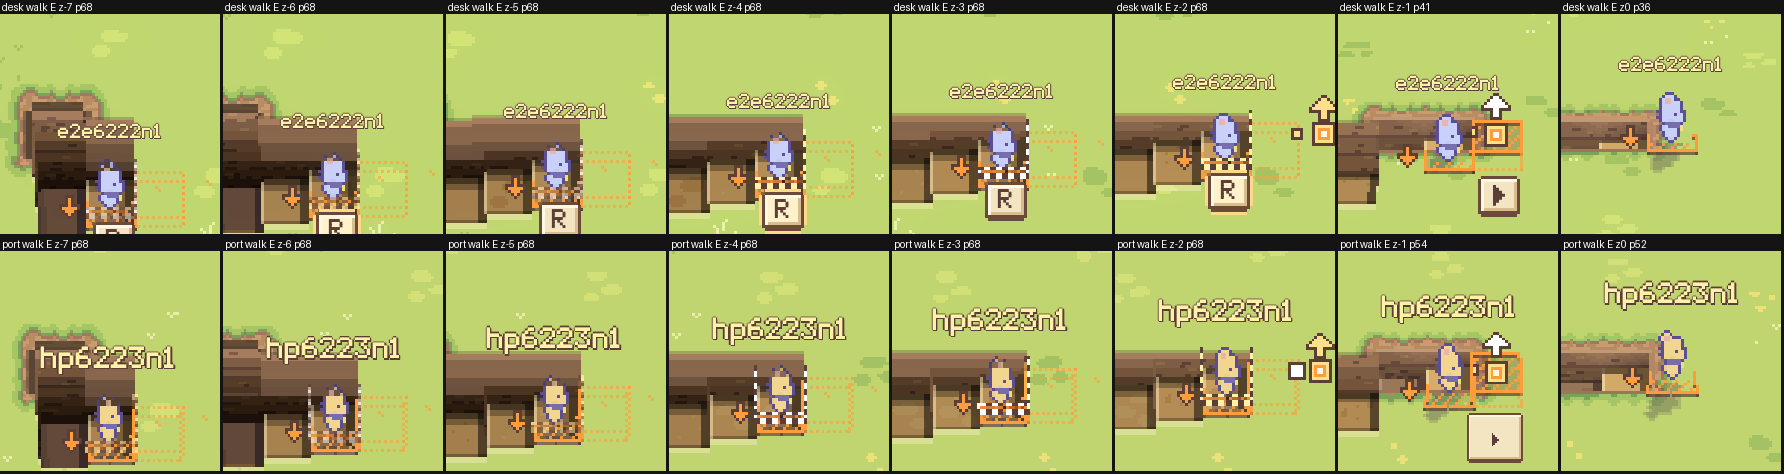 desk walk E z-7 p68
desk walk E z-6 p68
desk walk E z-5 p68
desk walk E z-4 p68
desk walk E z-3 p68
desk walk E z-2 p68
desk walk E z-1 p41
desk walk E z0 p36
e2e6222n1
e2e6222n1
e2e6222n1
e2e6222n1
e2e6222n1
e2e6222n1
e2e6222n1
e2e6222n1
R
R
R
R
R
R
port walk E z-7 p68
port walk E z-6 p68
port walk E z-5 p68
port walk E z-4 p68
port walk E z-3 p68
port walk E z-2 p68
port walk E z-1 p54
port walk E z0 p52
hp6223n1
hp6223n1
hp6223n1
hp6223n1
hp6223n1
hp6223n1
hp6223n1
hp6223n1